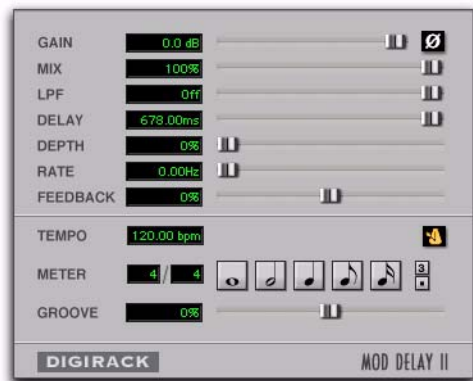 GAIN 0.0 dB Ø
MIX 100%
LPF Off
DELAY 678.00ms
DEPTH 0%
RATE 0.00Hz
FEEDBACK 0%
TEMPO 120.00 bpm
METER 4/4 3
GROOVE 0%
DIGIRACK MOD DELAY II